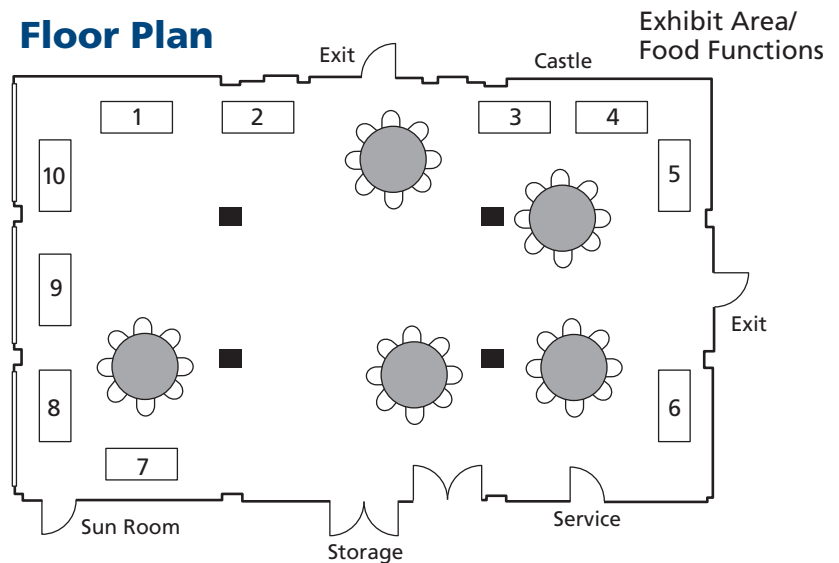 Floor Plan
Exhibit Area/
Food Functions
Exit
Castle
1
2
3
4
10
5
9
Exit
8
6
7
Sun Room
Service
Storage